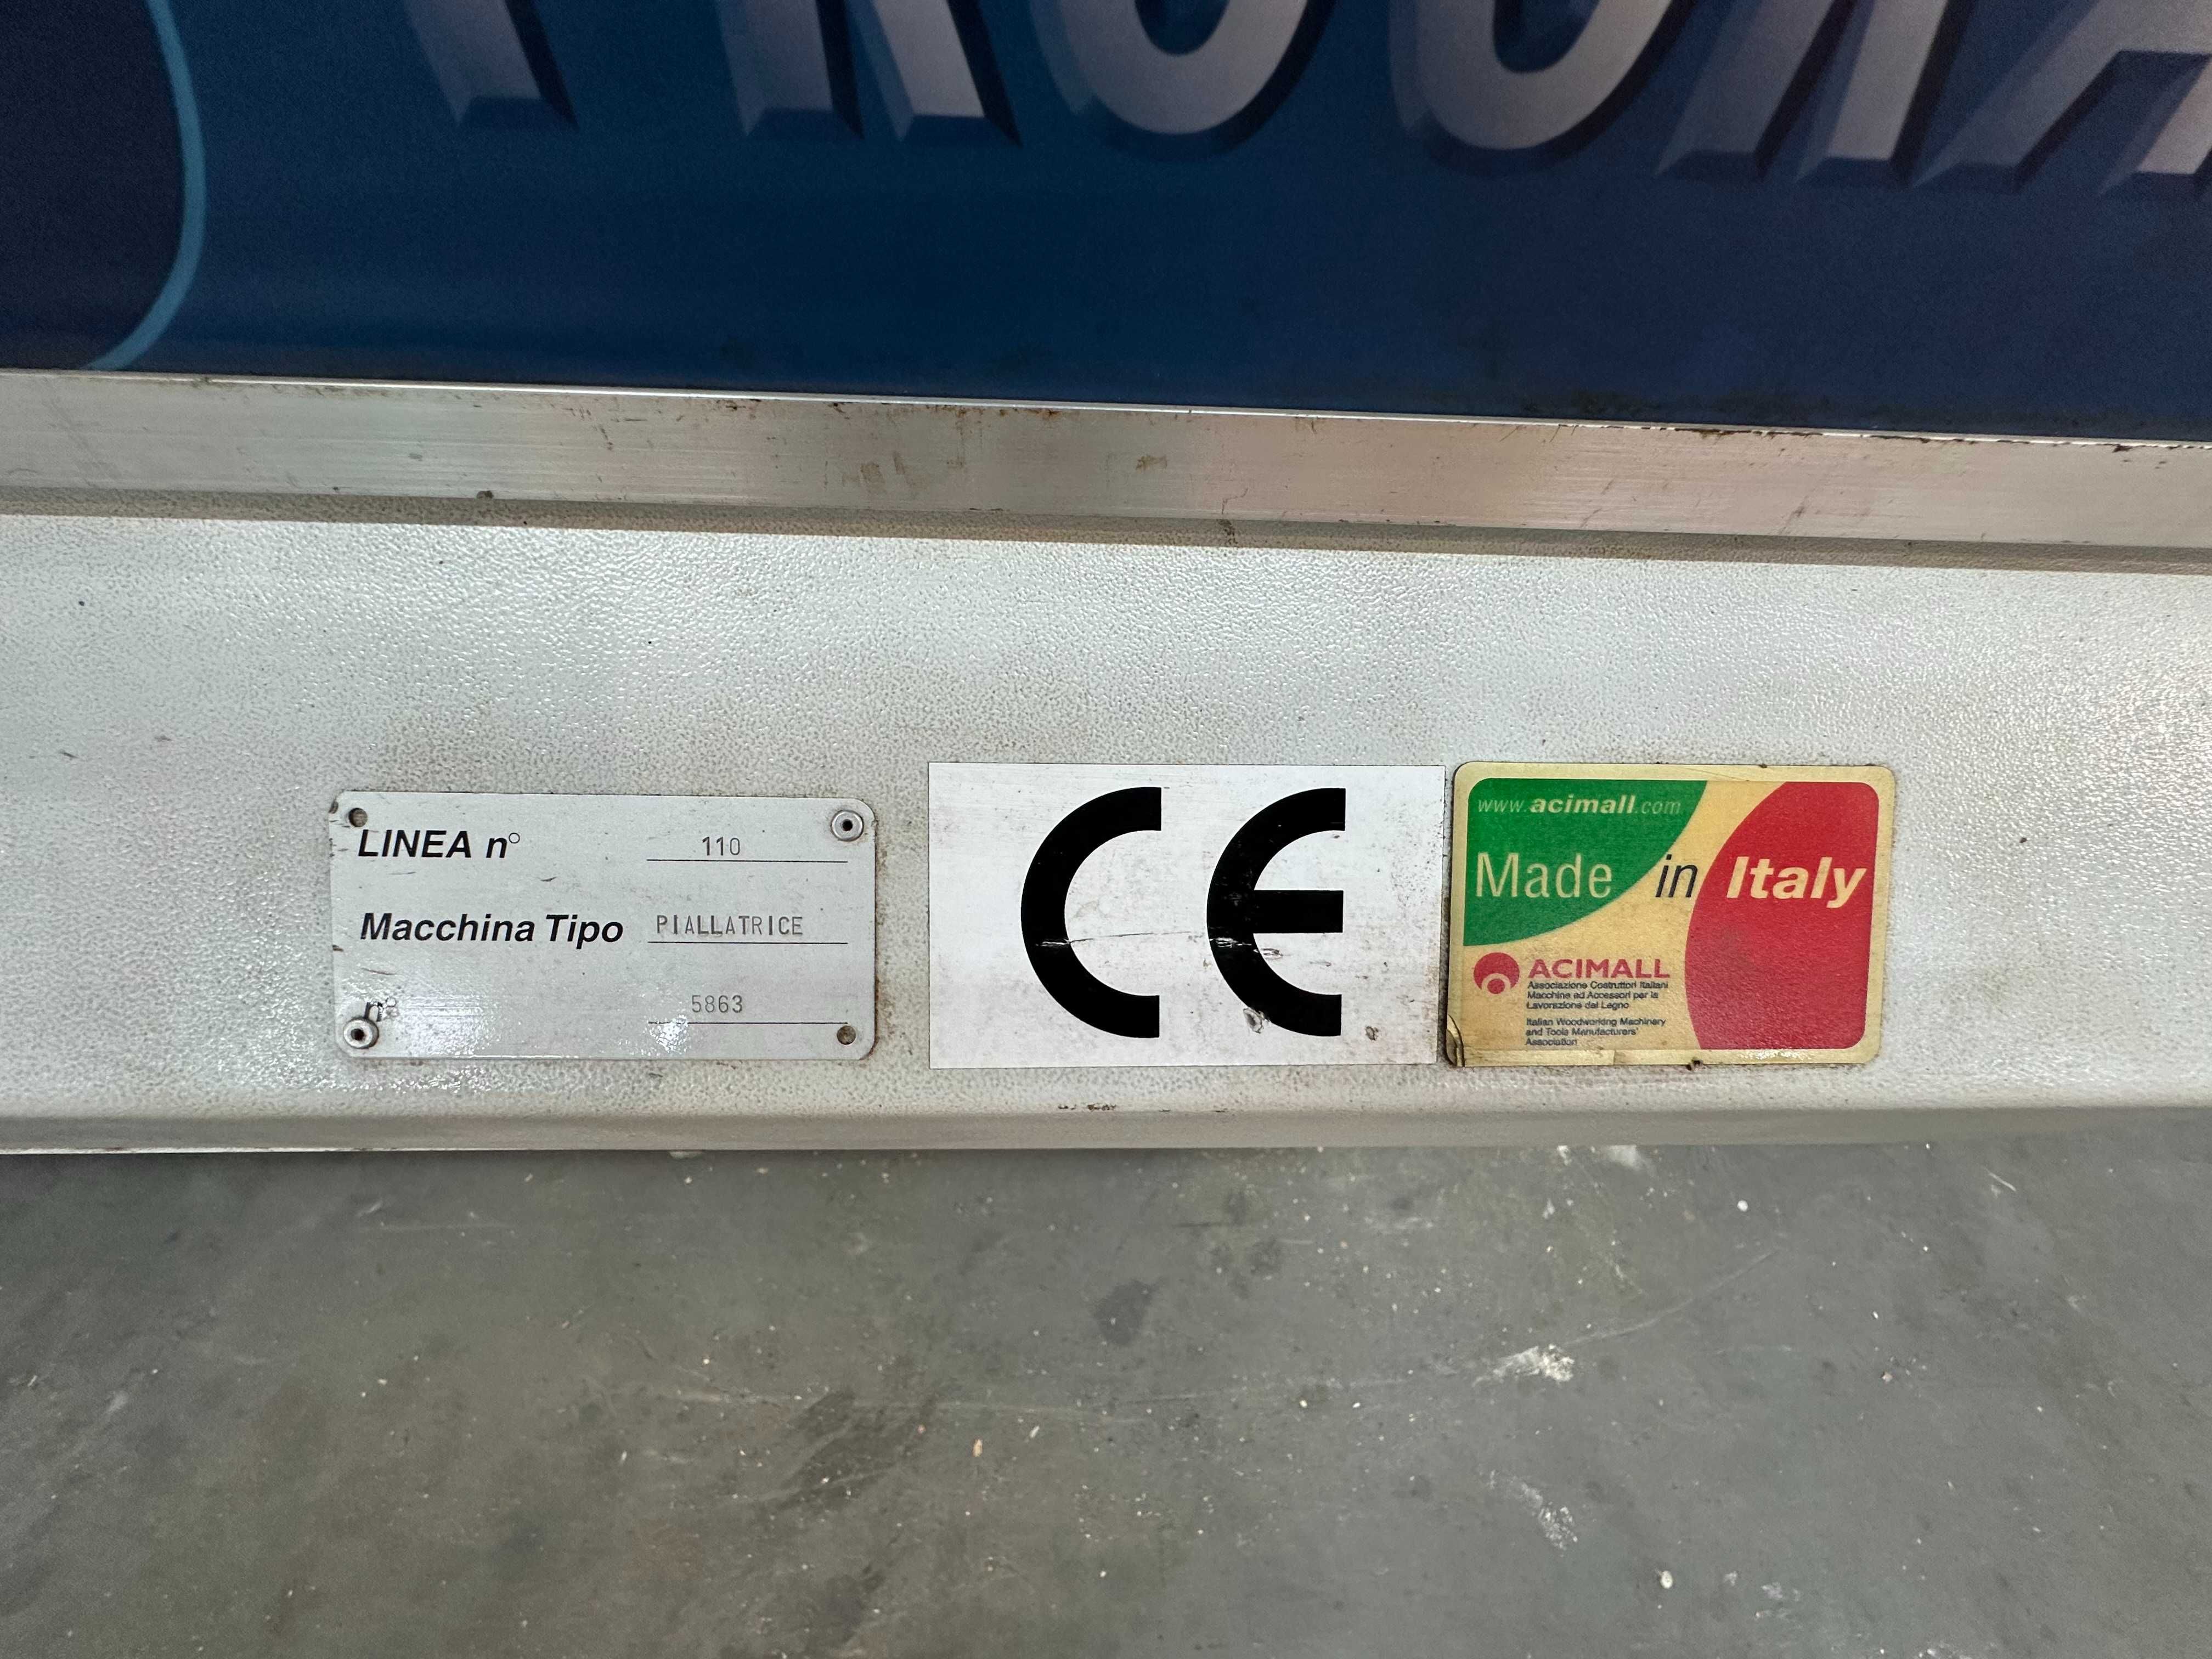 LINEA n° 110
Macchina Tipo PIALLATRICE
n° 5863
CE
www.acimall.com
Made in Italy
ACIMALL
Associazione Costruttori Italiani
Macchine ed Accessori per la
Lavorazione del Legno
Italian Woodworking Machinery
and Tools Manufacturers'
Association